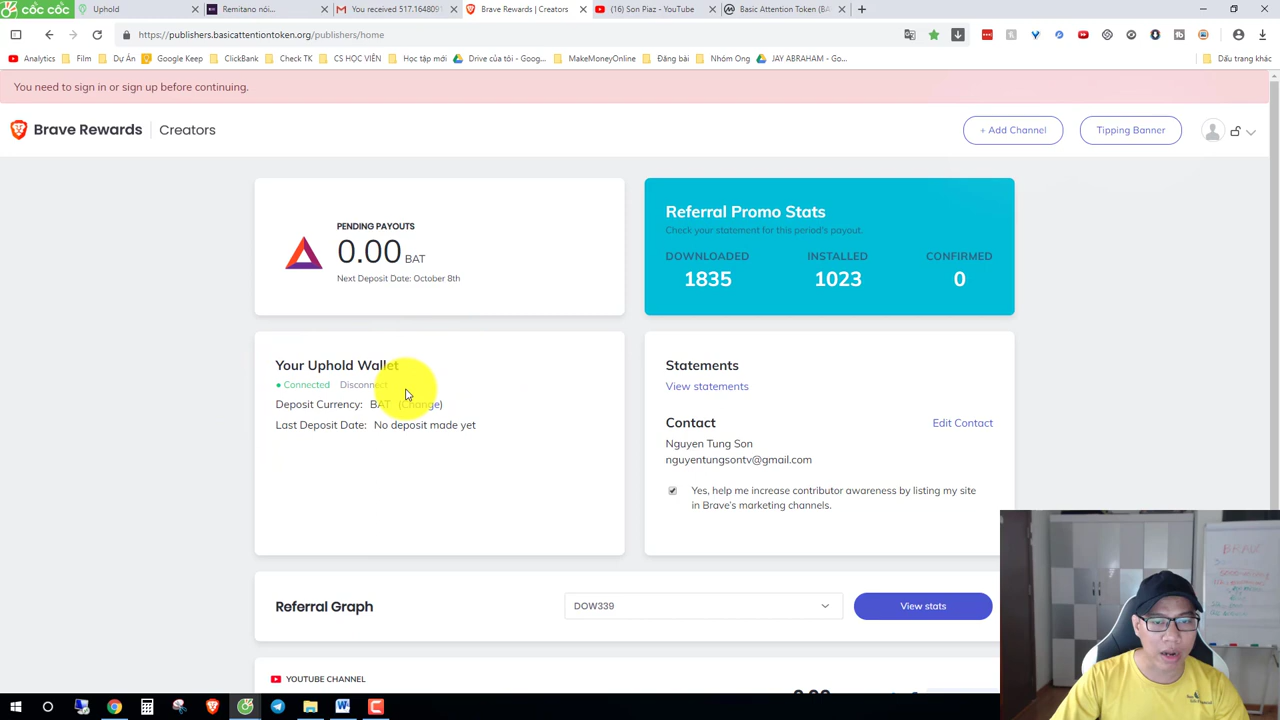 cốc cốc
Uphold
Remitano nói...
You received 517.1648091
Brave Rewards | Creators
(16) Son Piaz - YouTube
Basic Attention Token (BA
https://publishers.basicattentiontoken.org/publishers/home
Analytics
Film
Dự Án
Google Keep
ClickBank
Check TK
CS HỌC VIÊN
Học tập mới
Drive của tôi - Goog...
MakeMoneyOnline
Đăng bài
Nhóm Ong
JAY ABRAHAM - Go...
Dấu trang khác
You need to sign in or sign up before continuing.
Brave Rewards | Creators
+ Add Channel
Tipping Banner
PENDING PAYOUTS
0.00 BAT
Next Deposit Date: October 8th
Referral Promo Stats
Check your statement for this period's payout.
DOWNLOADED INSTALLED CONFIRMED
1835 1023 0
Your Uphold Wallet
Connected Disconnect
Deposit Currency: BAT (Change)
Last Deposit Date: No deposit made yet
Statements
View statements
Contact
Edit Contact
Nguyen Tung Son
nguyentungsontv@gmail.com
Yes, help me increase contributor awareness by listing my site
in Brave's marketing channels.
Referral Graph
DOW339
View stats
YOUTUBE CHANNEL
BRAV